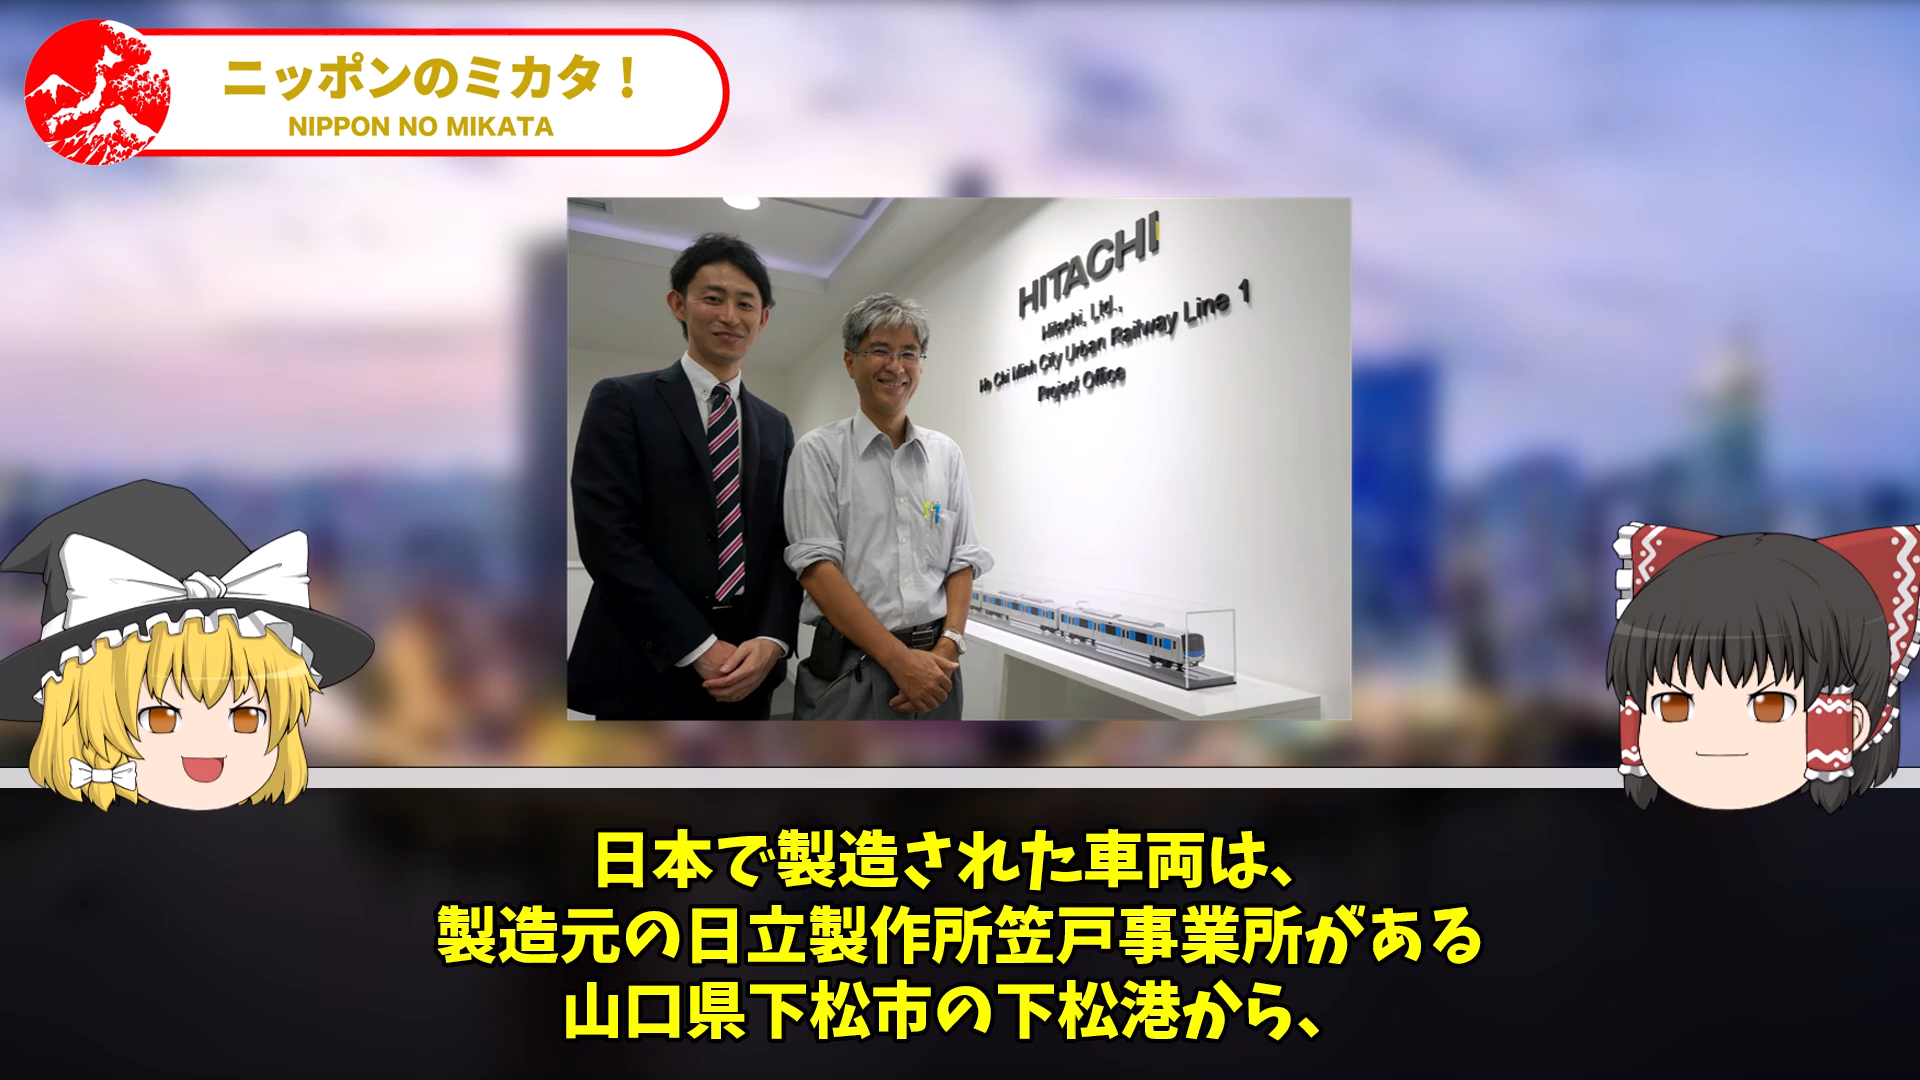 ニッポンのミカタ！
NIPPON NO MIKATA
HITACHI
Hitachi, Ltd.,
Ho Chi Minh City Urban Railway Line 1
Project Office
日本で製造された車両は、
製造元の日立製作所笠戸事業所がある
山口県下松市の下松港から、